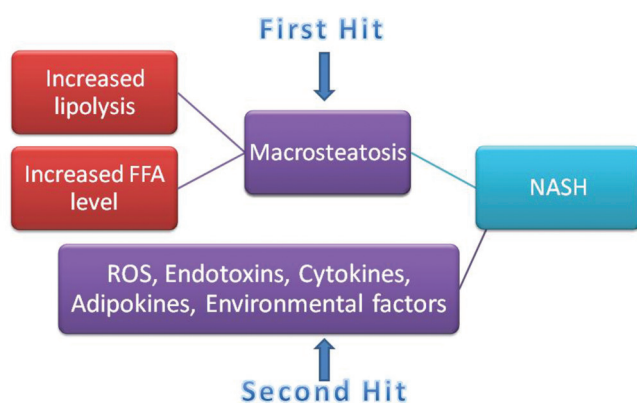 First Hit
Increased
lipolysis
Increased FFA
level
Macrosteatosis
NASH
ROS, Endotoxins, Cytokines,
Adipokines, Environmental factors
Second Hit